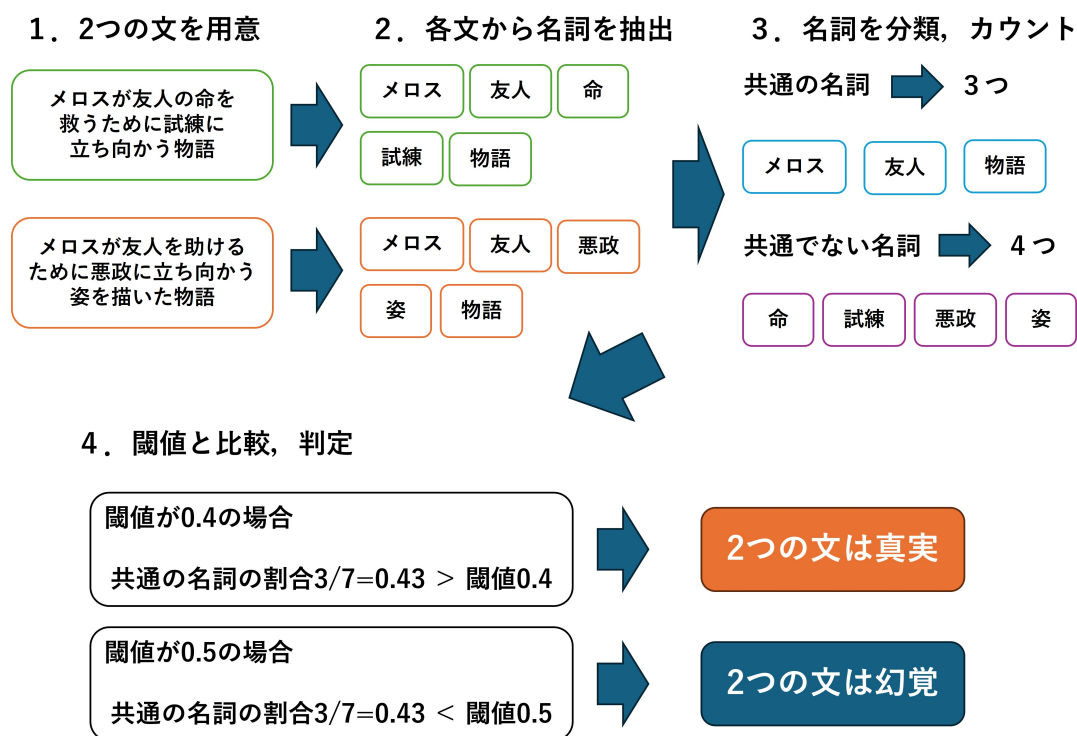 1．2つの文を用意
メロスが友人の命を
救うために試練に
立ち向かう物語
メロスが友人を助ける
ために悪政に立ち向かう
姿を描いた物語
2．各文から名詞を抽出
メロス 友人 命
試練 物語
メロス 友人 悪政
姿 物語
3．名詞を分類，カウント
共通の名詞 3つ
メロス 友人 物語
共通でない名詞 4つ
命 試練 悪政 姿
4．閾値と比較，判定
閾値が0.4の場合
共通の名詞の割合3/7=0.43 > 閾値0.4
2つの文は真実
閾値が0.5の場合
共通の名詞の割合3/7=0.43 < 閾値0.5
2つの文は幻覚